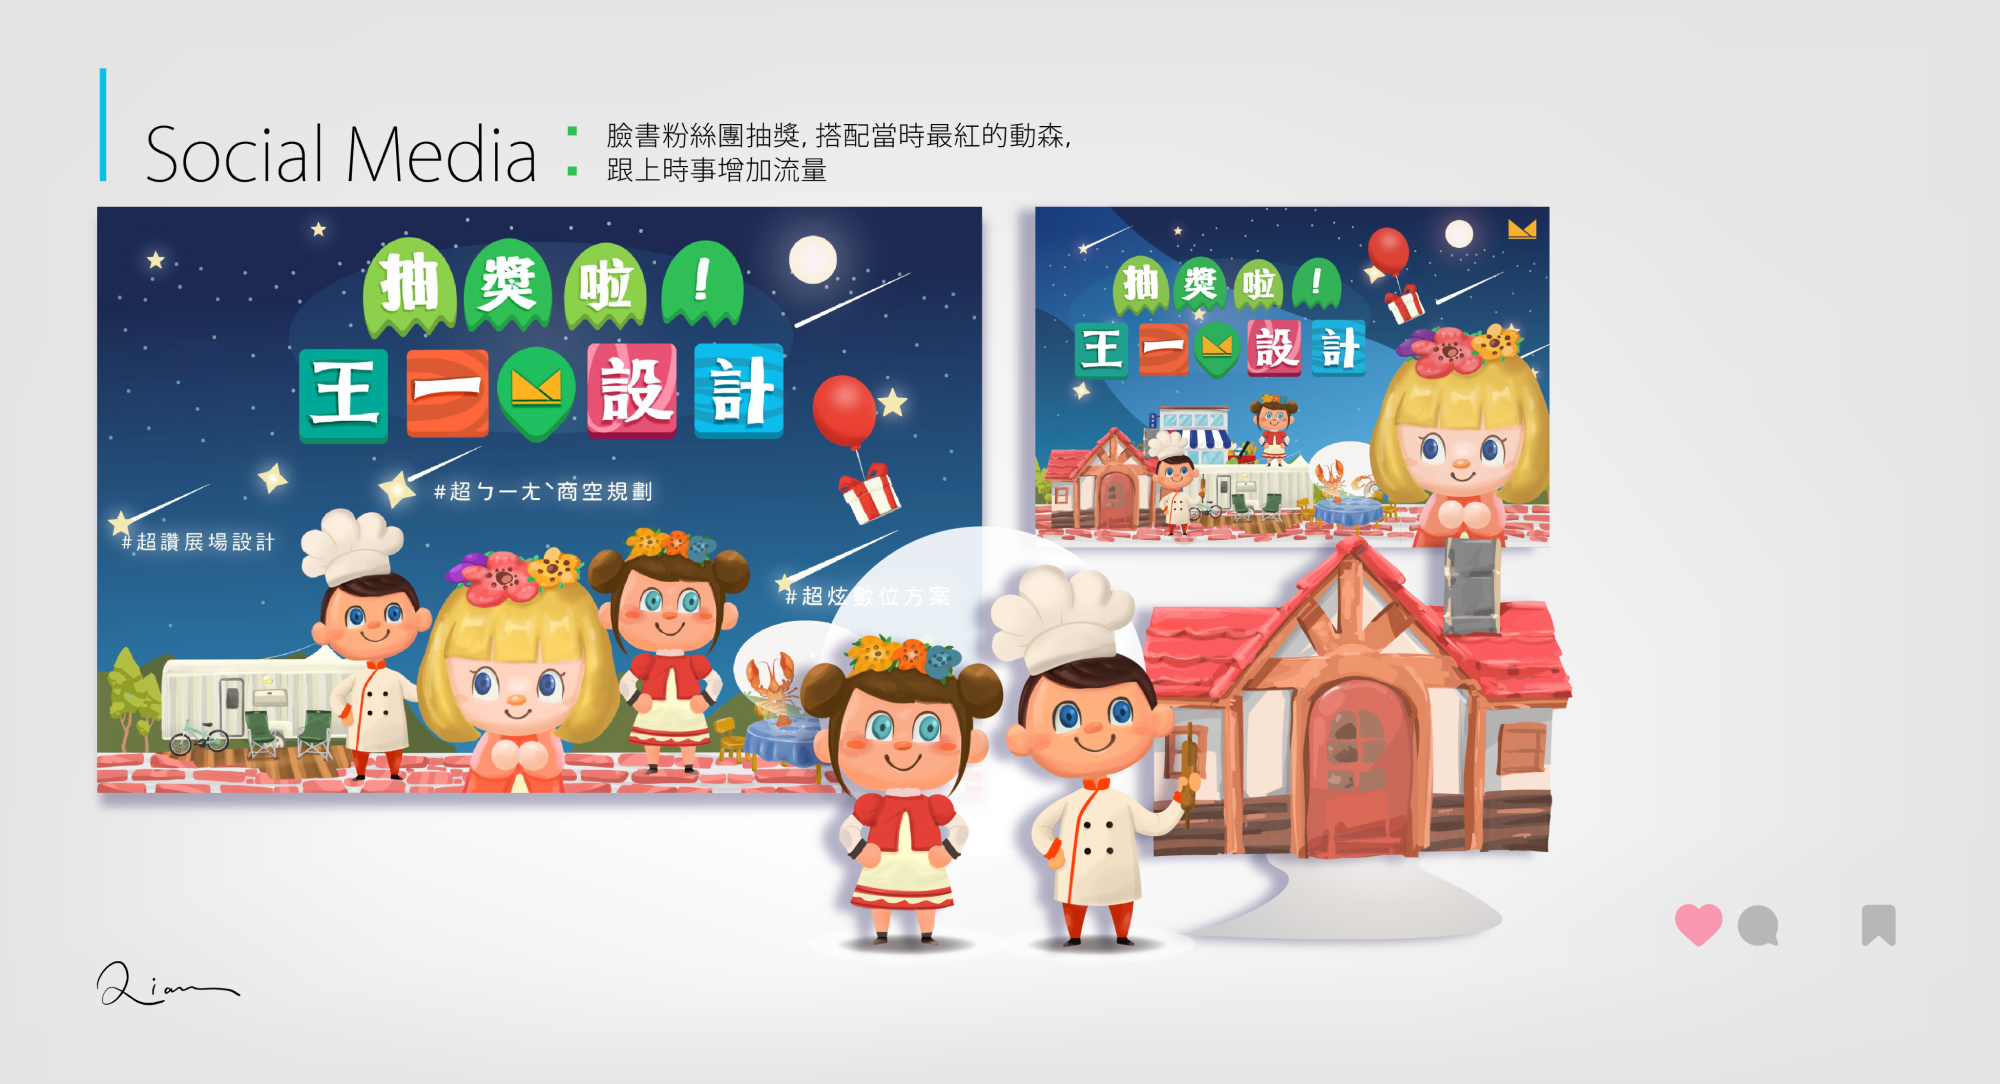 Social Media
臉書粉絲團抽獎, 搭配當時最紅的動森,
跟上時事增加流量
抽獎啦!
王一設計
#超ㄅㄧㄤˋ商空規劃
#超讚展場設計
#超炫數位方案
抽獎啦!
王一設計
Qian